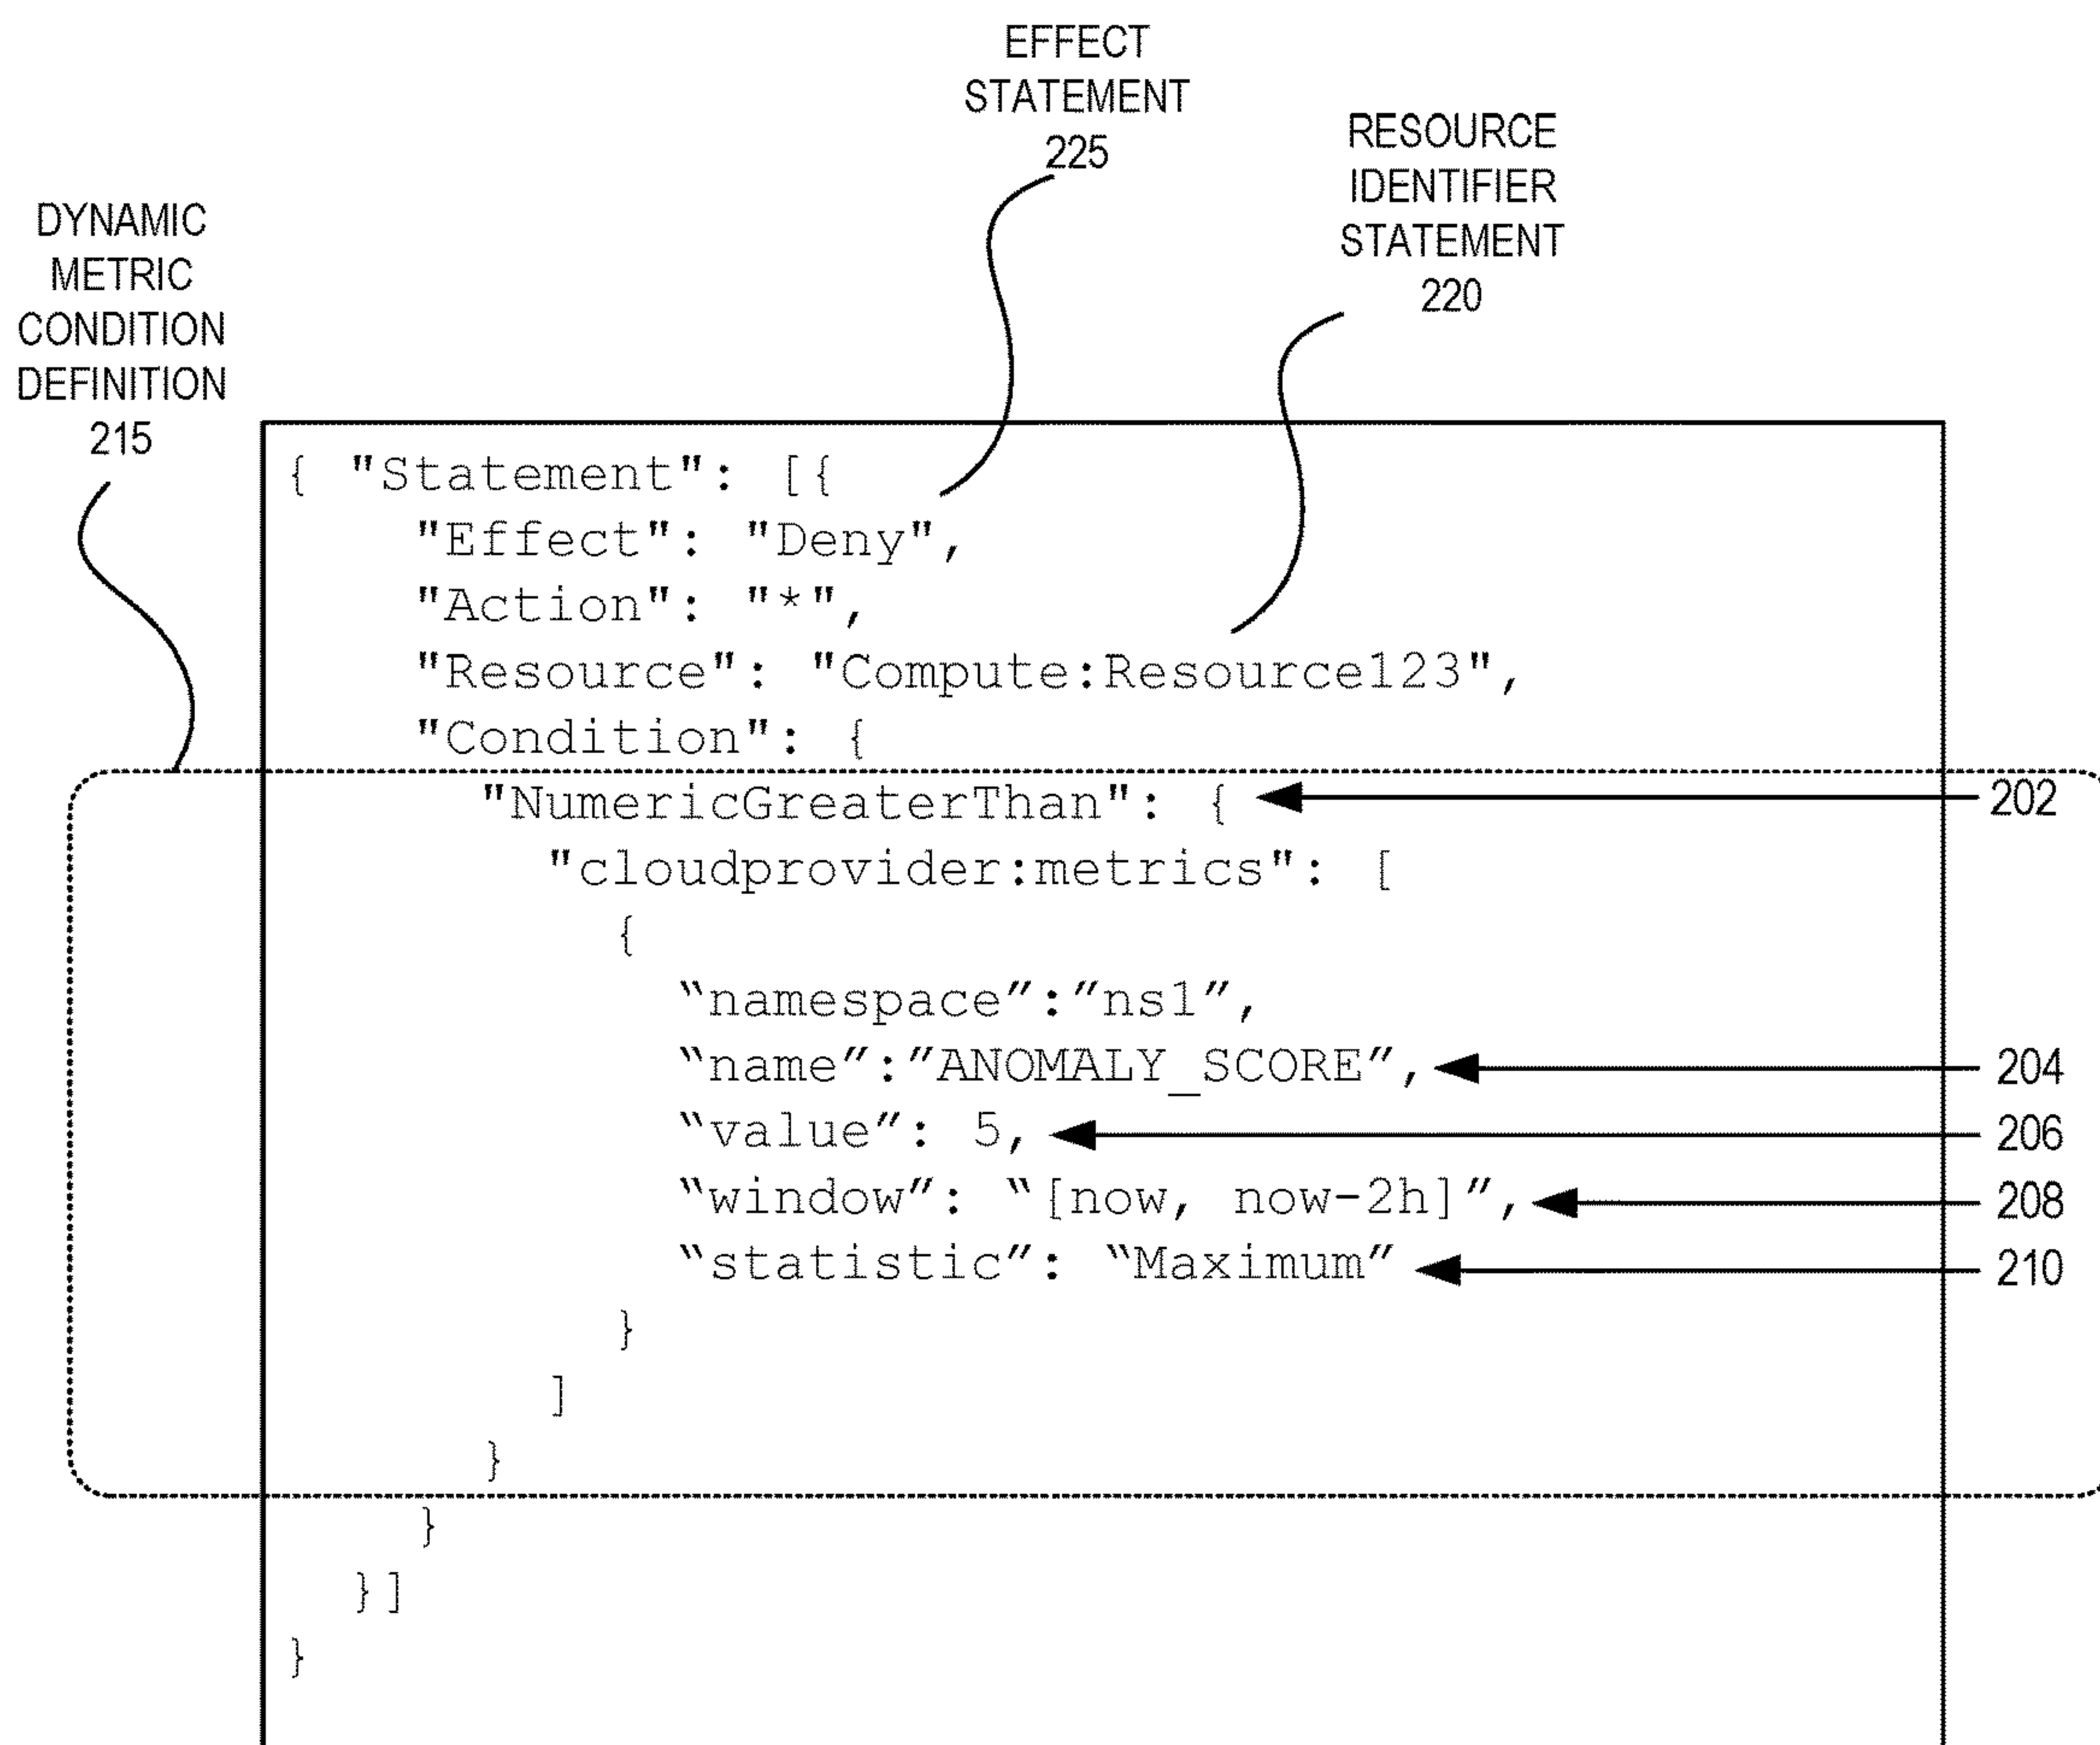 EFFECT
STATEMENT
225
RESOURCE
IDENTIFIER
STATEMENT
220
DYNAMIC
METRIC
CONDITION
DEFINITION
215
{ "Statement": [{
"Effect": "Deny",
"Action": "*",
"Resource": "Compute:Resource123",
"Condition": {
"NumericGreaterThan": { 202
"cloudprovider:metrics": [
{
“namespace”:”ns1”,
“name”:”ANOMALY_SCORE”, 204
“value”: 5, 206
“window”: “[now, now-2h]”, 208
“statistic”: “Maximum” 210
}
]
}
}
}]
}